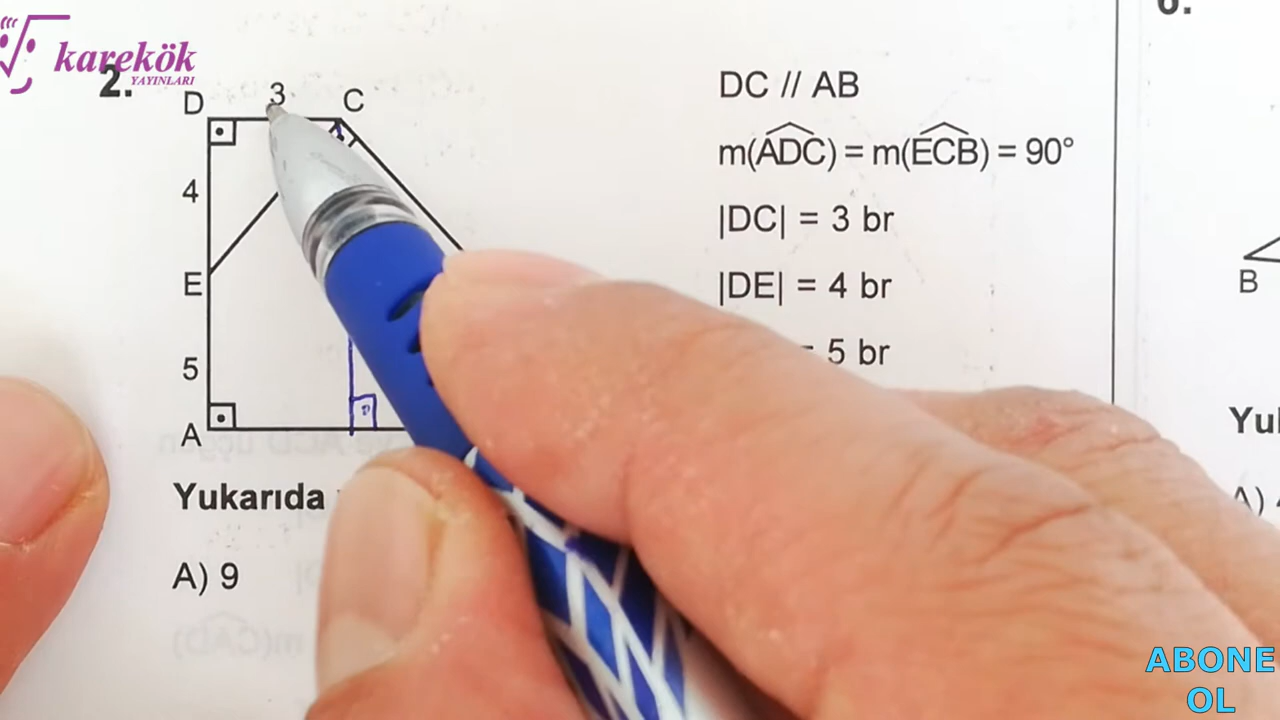 karekök
YAYINLARI
2.
D 3 C
4
E
5
A
DC // AB
m(ADC) = m(ECB) = 90°
|DC| = 3 br
|DE| = 4 br
5 br
Yukarıda
A) 9
6.
B
Yu
A)
ABONE
OL